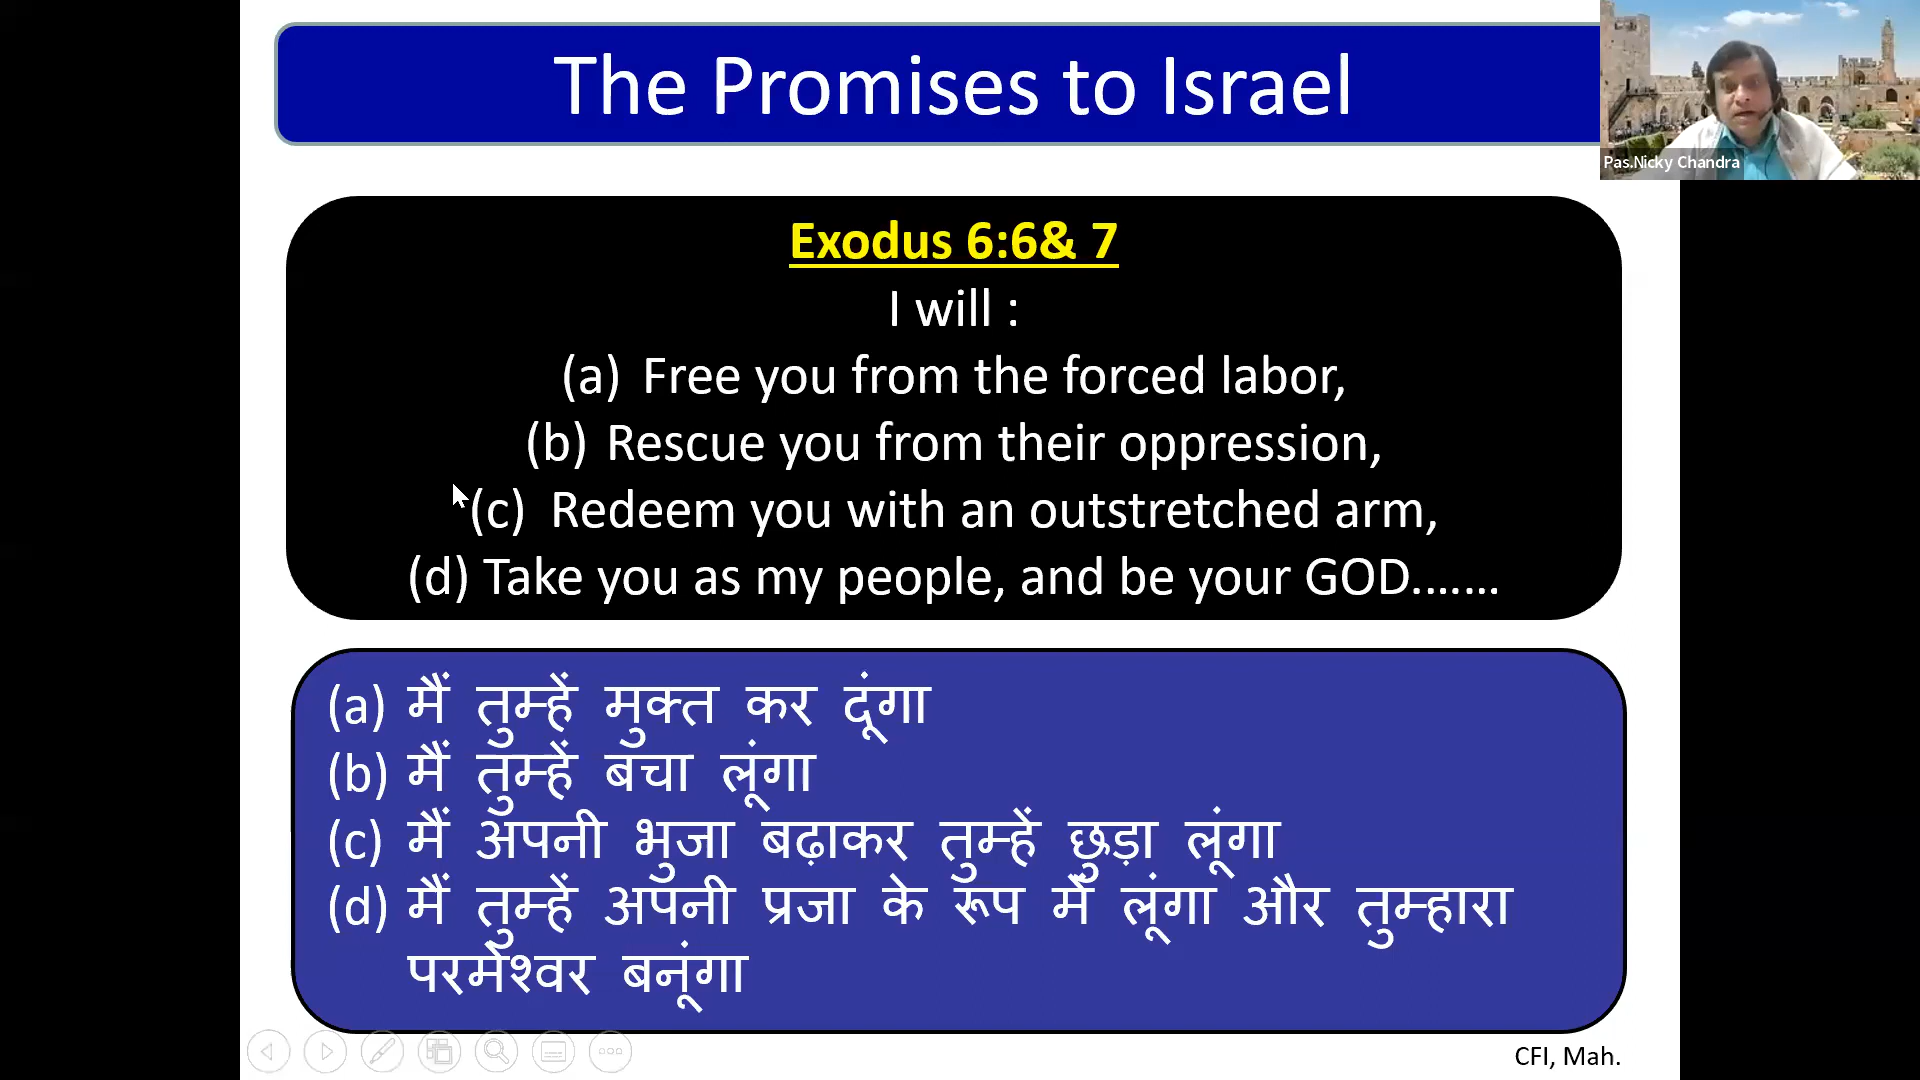 The Promises to Israel
Pas.Nicky Chandra
Exodus 6:6& 7
I will :
(a) Free you from the forced labor,
(b) Rescue you from their oppression,
(c) Redeem you with an outstretched arm,
(d) Take you as my people, and be your GOD.......
(a) मैं तुम्हें मुक्त कर दूंगा
(b) मैं तुम्हें बचा लूंगा
(c) मैं अपनी भुजा बढ़ाकर तुम्हें छुड़ा लूंगा
(d) मैं तुम्हें अपनी प्रजा के रूप में लूंगा और तुम्हारा
परमेश्वर बनूंगा
CFI, Mah.